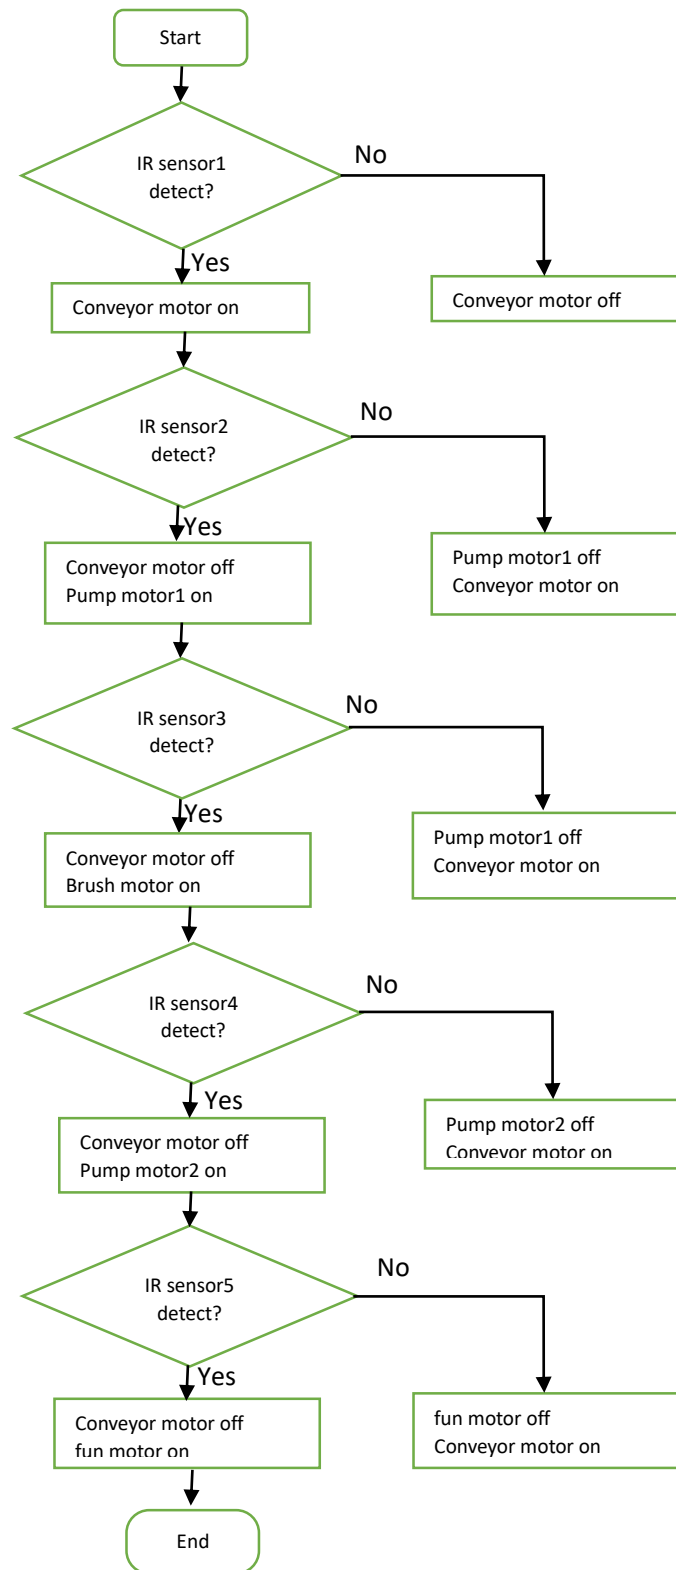 Start
IR sensor1
detect?
No
Yes
Conveyor motor on
Conveyor motor off
IR sensor2
detect?
No
Yes
Conveyor motor off
Pump motor1 on
Pump motor1 off
Conveyor motor on
IR sensor3
detect?
No
Yes
Conveyor motor off
Brush motor on
Pump motor1 off
Conveyor motor on
IR sensor4
detect?
No
Yes
Conveyor motor off
Pump motor2 on
Pump motor2 off
Conveyor motor on
IR sensor5
detect?
No
Yes
Conveyor motor off
fun motor on
fun motor off
Conveyor motor on
End